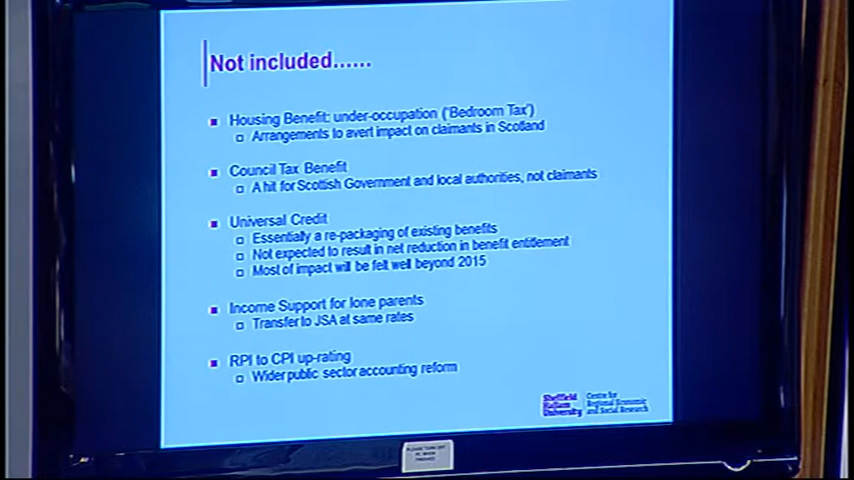 Not included......
Housing Benefit: under-occupation ('Bedroom Tax')
Arrangements to avert impact on claimants in Scotland
Council Tax Benefit
A hit for Scottish Government and local authorities, not claimants
Universal Credit
Essentially a re-packaging of existing benefits
Not expected to result in net reduction in benefit entitlement
Most of impact will be felt well beyond 2015
Income Support for lone parents
Transfer to JSA at same rates
RPI to CPI up-rating
Wider public sector accounting reform
Sheffield
Hallam
University
Centre for
Regional Economic
and Social Research
PLEASE TURN OFF